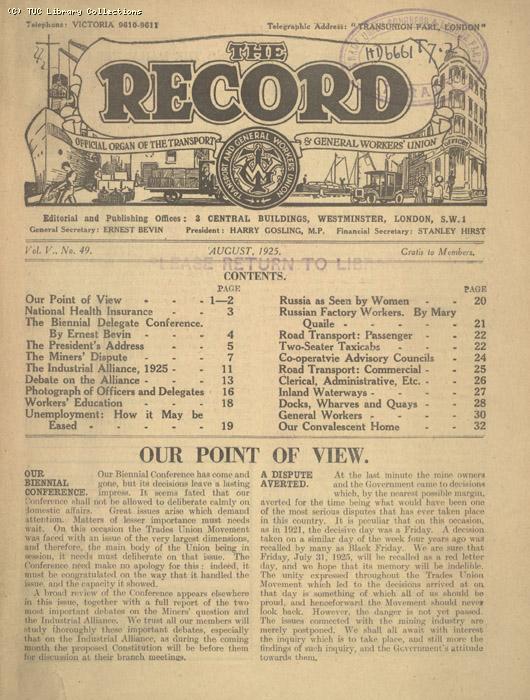 (C) TUC Library Collections
Telephone: VICTORIA 9610-9611
Telegraphic Address: "TRANSUNION PARL, LONDON"
HD6661
THE
RECORD
OFFICIAL ORGAN OF THE TRANSPORT & GENERAL WORKERS' UNION
TRANSPORT AND GENERAL WORKERS UNION
OFFICES
Editorial and Publishing Offices: 3 CENTRAL BUILDINGS, WESTMINSTER, LONDON, S.W.1
General Secretary: ERNEST BEVIN President: HARRY GOSLING, M.P. Financial Secretary: STANLEY HIRST
Vol. V., No. 49. AUGUST, 1925. Gratis to Members.
PLEASE RETURN TO LIB
CONTENTS.
PAGE
Our Point of View - - - 1—2
National Health Insurance - 3
The Biennial Delegate Conference.
By Ernest Bevin - - 4
The President's Address - 5
The Miners' Dispute - - 7
The Industrial Alliance, 1925 - 11
Debate on the Alliance - - 13
Photograph of Officers and Delegates 16
Workers' Education - - 18
Unemployment: How it May be
Eased - - - - - 19
PAGE
Russia as Seen by Women - - 20
Russian Factory Workers. By Mary
Quaile - - - - - 21
Road Transport: Passenger - - 22
Two-Seater Taxicabs - - 22
Co-operatvie Advisory Councils - 24
Road Transport: Commercial - - 25
Clerical, Administrative, Etc. - - 26
Inland Waterways - - - - 27
Docks, Wharves and Quays - - 28
General Workers - - - - 30
Our Convalescent Home - - 32
OUR POINT OF VIEW.
OUR BIENNIAL CONFERENCE.
Our Biennial Conference has come and
gone, but its decisions leave a lasting
impress. It seems fated that our
Conference shall not be allowed to deliberate calmly on
domestic affairs. Great issues arise which demand
attention. Matters of lesser importance must needs
wait. On this occasion the Trades Union Movement
was faced with an issue of the very largest dimensions,
and therefore, the main body of the Union being in
session, it needs must deliberate on that issue. The
Conference need make no apology for this: indeed, it
must be congratulated on the way that it handled the
issue, and the capacity it showed.
A broad review of the Conference appears elsewhere
in this issue, together with a full report of the two
most important debates on the Miners' question and
the Industrial Alliance. We trust all our members will
study thoroughly these important debates, especially
that on the Industrial Alliance, as during the coming
month the proposed Constitution will be before them
for discussion at their branch meetings.
A DISPUTE AVERTED.
At the last minute the mine owners
and the Government came to decisions
which, by the nearest possible margin,
averted for the time being what would have been one
of the most serious disputes that has ever taken place
in this country. It is peculiar that on this occasion,
as in 1921, the decisive day was a Friday. A decision
taken on a similar day of the week four years ago was
recalled by many as Black Friday. We are sure that
Friday, July 31, 1925, will be recalled as a red letter
day, and we hope that its memory will be indelible.
The unity expressed throughout the Trades Union
Movement which led to the decisions arrived at on
that day is something of which all of us should be
proud, and henceforward the Movement should never
look back. However, the danger is not yet passed.
The issues connected with the mining industry are
merely postponed. We shall all await with interest
the inquiry which is to take place, and still more the
findings of such inquiry, and the Government's attitude
towards them.